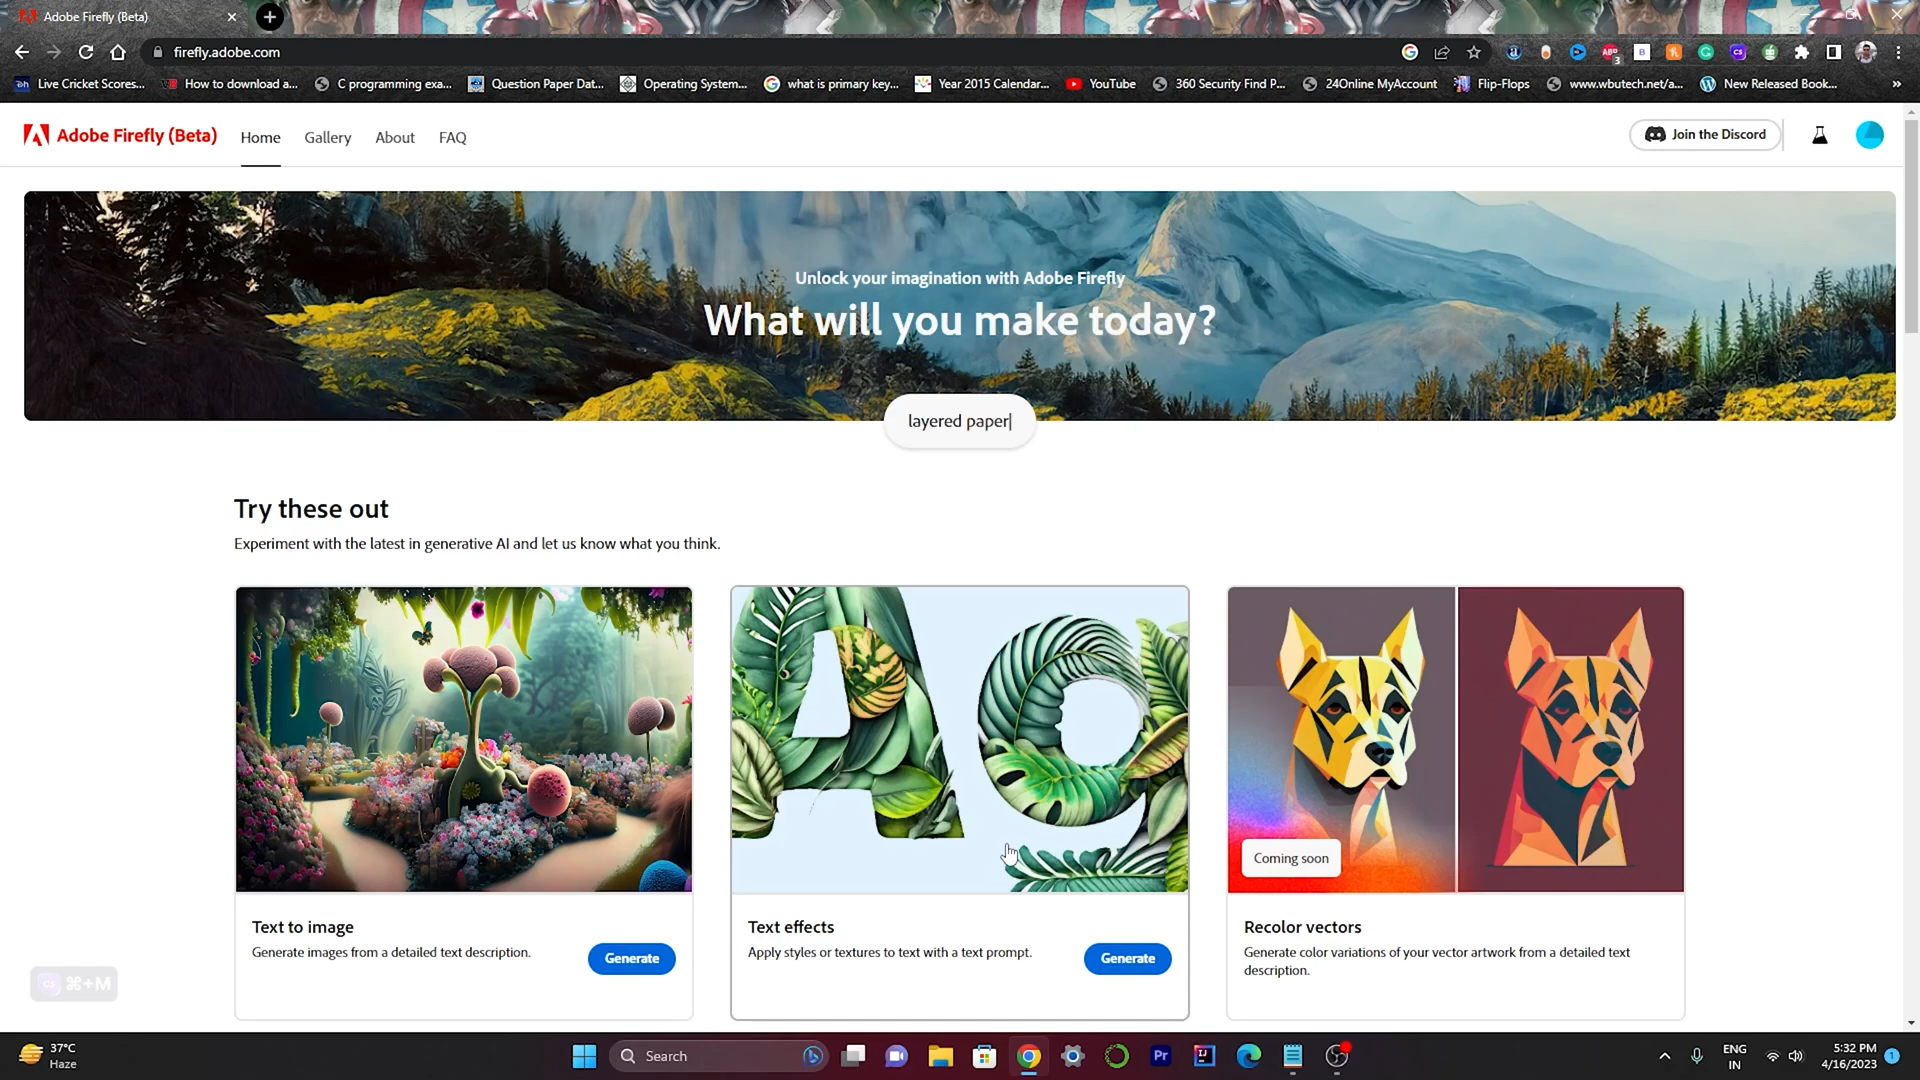 Adobe Firefly (Beta)
firefly.adobe.com
Live Cricket Scores...
How to download a...
C programming exa...
Question Paper Dat...
Operating System...
what is primary key...
Year 2015 Calendar...
YouTube
360 Security Find P...
24Online MyAccount
Flip-Flops
www.wbutech.net/a...
New Released Book...
»
Adobe Firefly (Beta)
Home
Gallery
About
FAQ
Join the Discord
Unlock your imagination with Adobe Firefly
What will you make today?
layered paper
Try these out
Experiment with the latest in generative AI and let us know what you think.
Coming soon
Text to image
Generate images from a detailed text description.
Generate
Text effects
Apply styles or textures to text with a text prompt.
Generate
Recolor vectors
Generate color variations of your vector artwork from a detailed text
description.
⌘+M
37°C
Haze
Search
Pr
ENG
IN
5:32 PM
4/16/2023
1